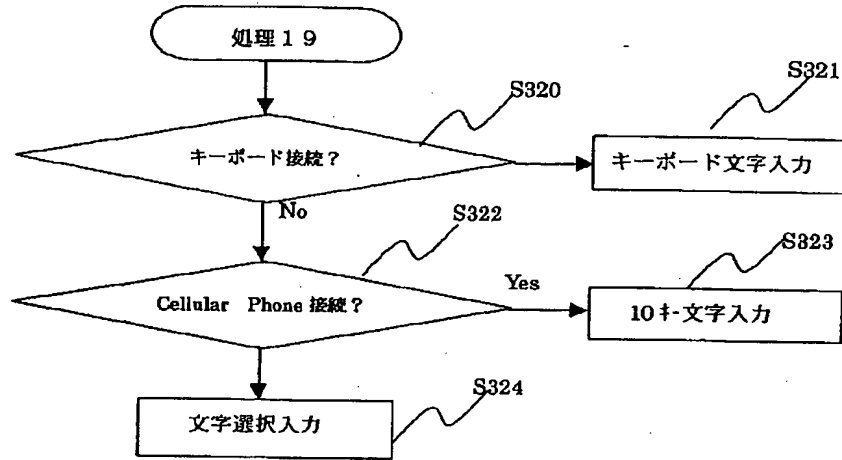 処理１９
S320
S321
キーボード接続？
キーボード文字入力
No
S322
S323
Cellular Phone 接続？
Yes
10ｷｰ文字入力
S324
文字選択入力